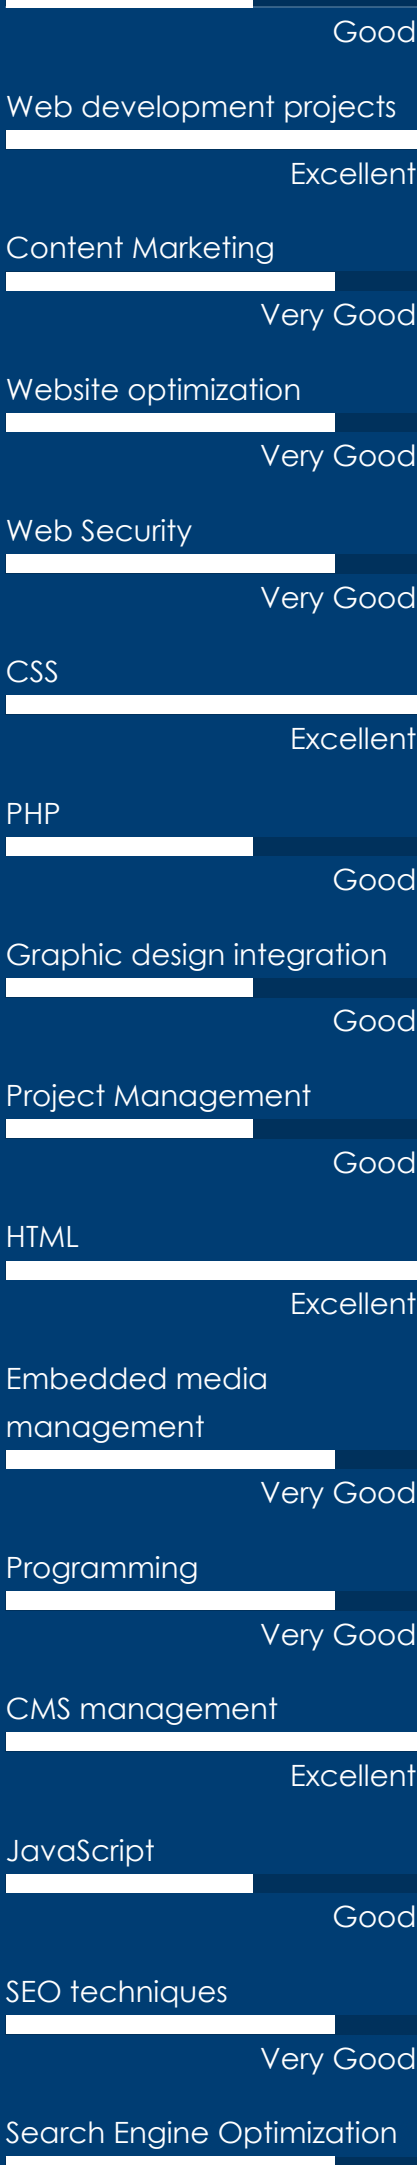 Good
Web development projects
Excellent
Content Marketing
Very Good
Website optimization
Very Good
Web Security
Very Good
CSS
Excellent
PHP
Good
Graphic design integration
Good
Project Management
Good
HTML
Excellent
Embedded media
management
Very Good
Programming
Very Good
CMS management
Excellent
JavaScript
Good
SEO techniques
Very Good
Search Engine Optimization